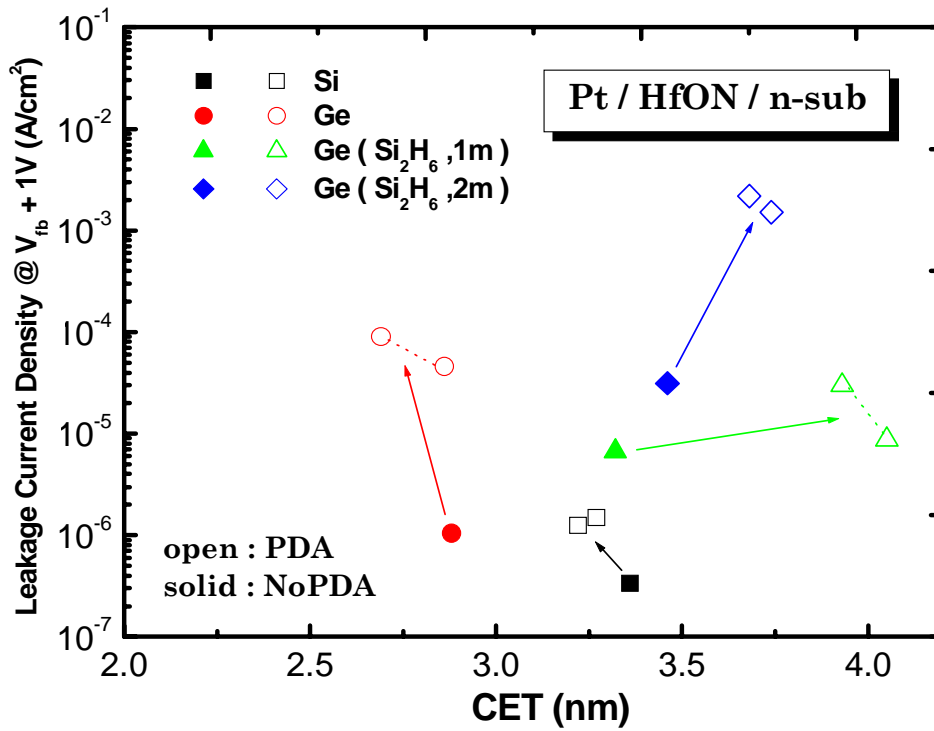 Leakage Current Density @ V_fb + 1V (A/cm²)
10⁻¹
10⁻²
10⁻³
10⁻⁴
10⁻⁵
10⁻⁶
10⁻⁷
Si
Ge
Ge ( Si₂H₆ ,1m)
Ge ( Si₂H₆ ,2m)
Pt / HfON / n-sub
open : PDA
solid : NoPDA
2.0 2.5 3.0 3.5 4.0
CET (nm)